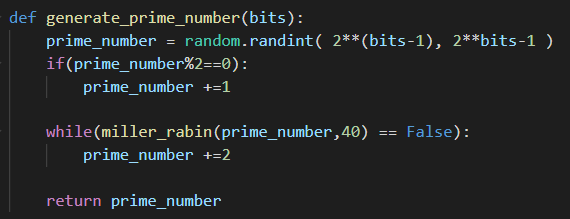 def generate_prime_number(bits):
    prime_number = random.randint( 2**(bits-1), 2**bits-1 )
    if(prime_number%2==0):
        prime_number +=1
    while(miller_rabin(prime_number,40) == False):
        prime_number +=2
    return prime_number